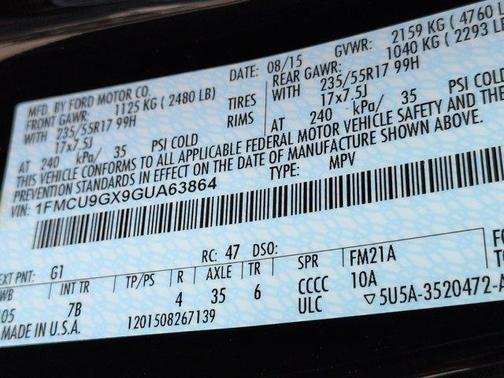 MFD. BY FORD MOTOR CO. DATE: 08/15 GVWR: 2159 KG ( 4760 L
FRONT GAWR: 1125 KG ( 2480 LB) REAR GAWR: 1040 KG ( 2293 LB
WITH 235/55R17 99H TIRES WITH 235/55R17 99H
17x7.5J RIMS 17x7.5J
AT 240 kPa/ 35 PSI COLD AT 240 kPa/ 35 PSI COLD
THIS VEHICLE CONFORMS TO ALL APPLICABLE FEDERAL MOTOR VEHICLE SAFETY AND THE
PREVENTION STANDARDS IN EFFECT ON THE DATE OF MANUFACTURE SHOWN ABOVE.
VIN: 1FMCU9GX9GUA63864 TYPE: MPV
EXT PNT: G1 RC: 47 DSO:
WB INT TR TP/PS R AXLE TR SPR FM21A
05 7B 4 35 6 CCCC 10A
MADE IN U.S.A. 1201508267139 ULC ▽5U5A-3520472-A